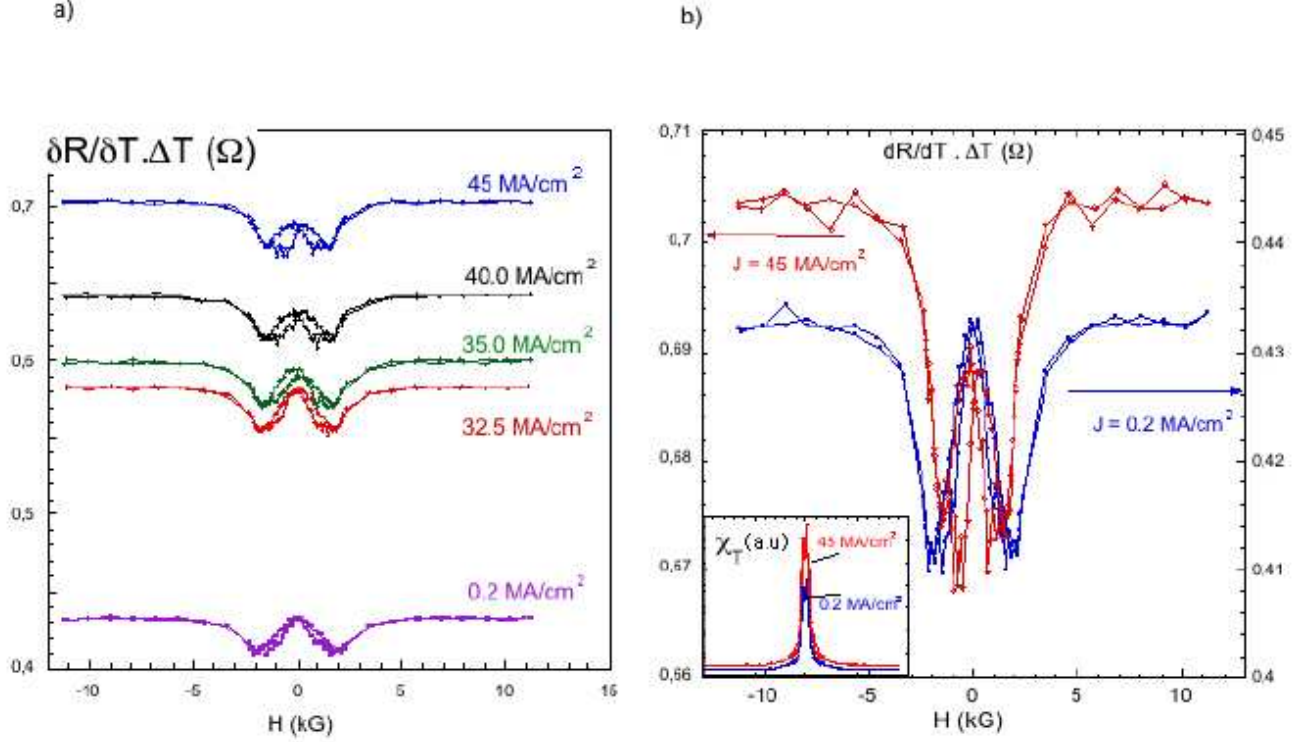 a)
δR/δT.ΔT (Ω)
0,7
0,6
0,5
0,4
45 MA/cm²
40.0 MA/cm²
35.0 MA/cm²
32.5 MA/cm²
0.2 MA/cm²
-10 -5 0 5 10 15
H (kG)
b)
dR/dT . ΔT (Ω)
0,71
0,7
0,69
0,68
0,67
0,66
0,45
0,44
0,43
0,42
0,41
0,4
J = 45 MA/cm²
J = 0.2 MA/cm²
χT(a.u)
45 MA/cm²
0.2 MA/cm²
-10 -5 0 5 10
H (kG)